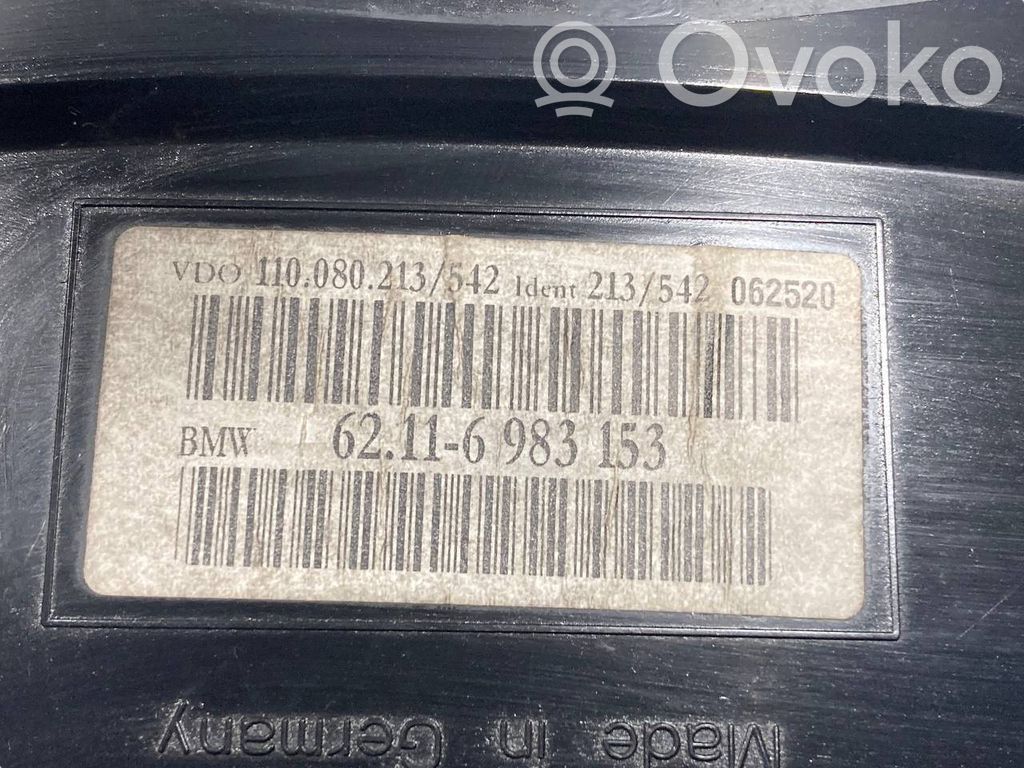 Ovoko
VDO 110.080.213/542 Ident 213/542 062520
BMW 62.11-6 983 153
Made in Germany